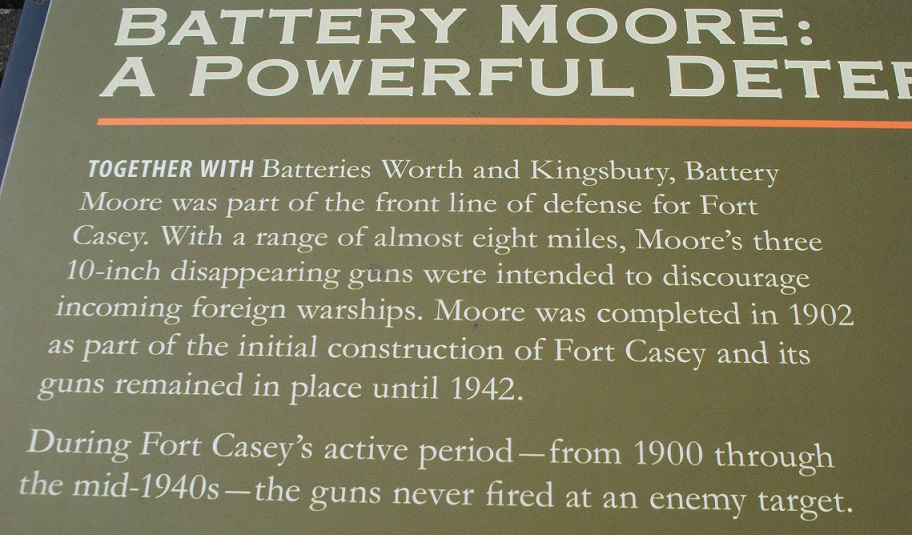 BATTERY MOORE:
A POWERFUL
TOGETHER WITH Batteries Worth and Kingsbury, Battery
Moore was part of the front line of defense for Fort
Casey. With a range of almost eight miles, Moore's three
10-inch disappearing guns were intended to discourage
incoming foreign warships. Moore was completed in 1902
as part of the initial construction of Fort Casey and its
guns remained in place until 1942.
During Fort Casey's active period—from 1900 through
the mid-1940s—the guns never fired at an enemy target.